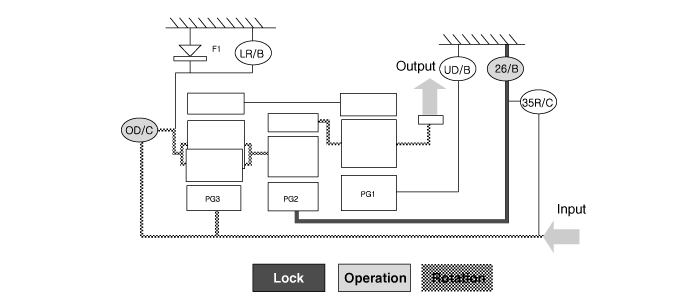 F1
LR/B
Output
UD/B
26/B
35R/C
OD/C
PG3
PG2
PG1
Input
Lock
Operation
Rotation